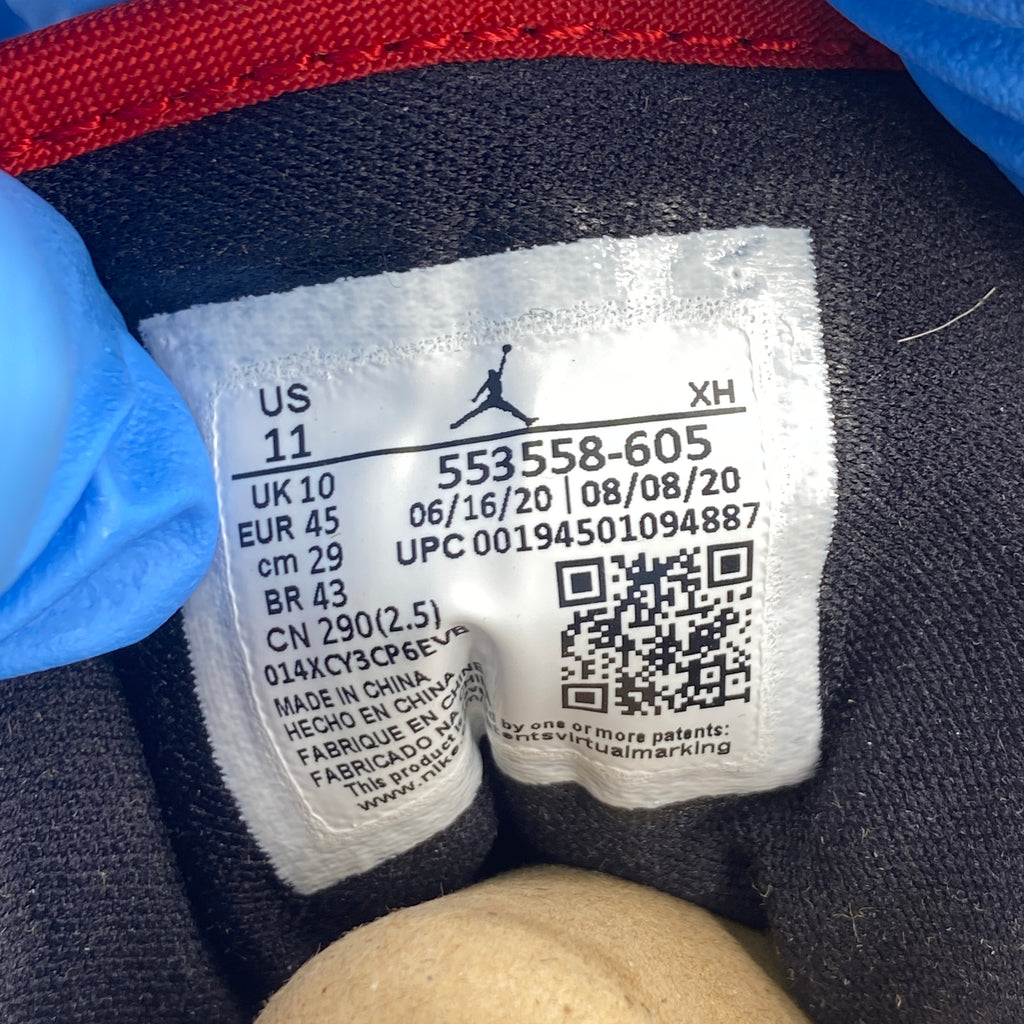 US
11
XH
UK 10
EUR 45
cm 29
BR 43
CN 290(2.5)
014XCY3CP6EVE
553558-605
06/16/20 | 08/08/20
UPC 00194501094887
MADE IN CHINA
HECHO EN CHINA
FABRIQUE EN CHINE
FABRICADO NA
This product
by one or more patents:
www.nike